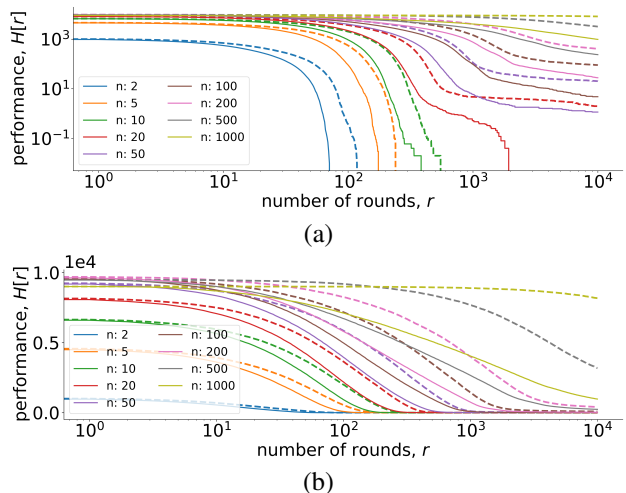 performance, H[r]
10³
10¹
10⁻¹
n: 2
n: 5
n: 10
n: 20
n: 50
n: 100
n: 200
n: 500
n: 1000
10⁰
10¹
10²
10³
10⁴
number of rounds, r
(a)
1e4
performance, H[r]
1.0
0.5
0.0
n: 2
n: 5
n: 10
n: 20
n: 50
n: 100
n: 200
n: 500
n: 1000
10⁰
10¹
10²
10³
10⁴
number of rounds, r
(b)